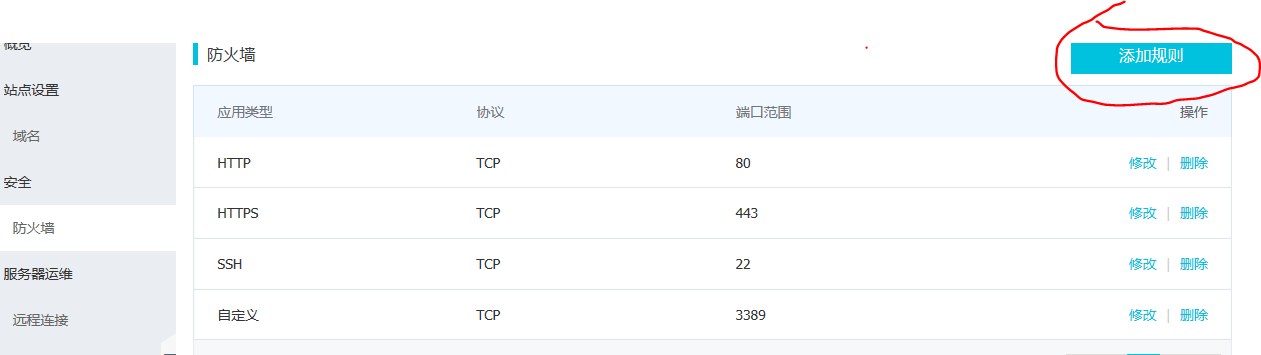 概览
防火墙
添加规则
站点设置
应用类型 协议 端口范围 操作
域名
HTTP TCP 80 修改 | 删除
安全
HTTPS TCP 443 修改 | 删除
防火墙
SSH TCP 22 修改 | 删除
服务器运维
自定义 TCP 3389 修改 | 删除
远程连接